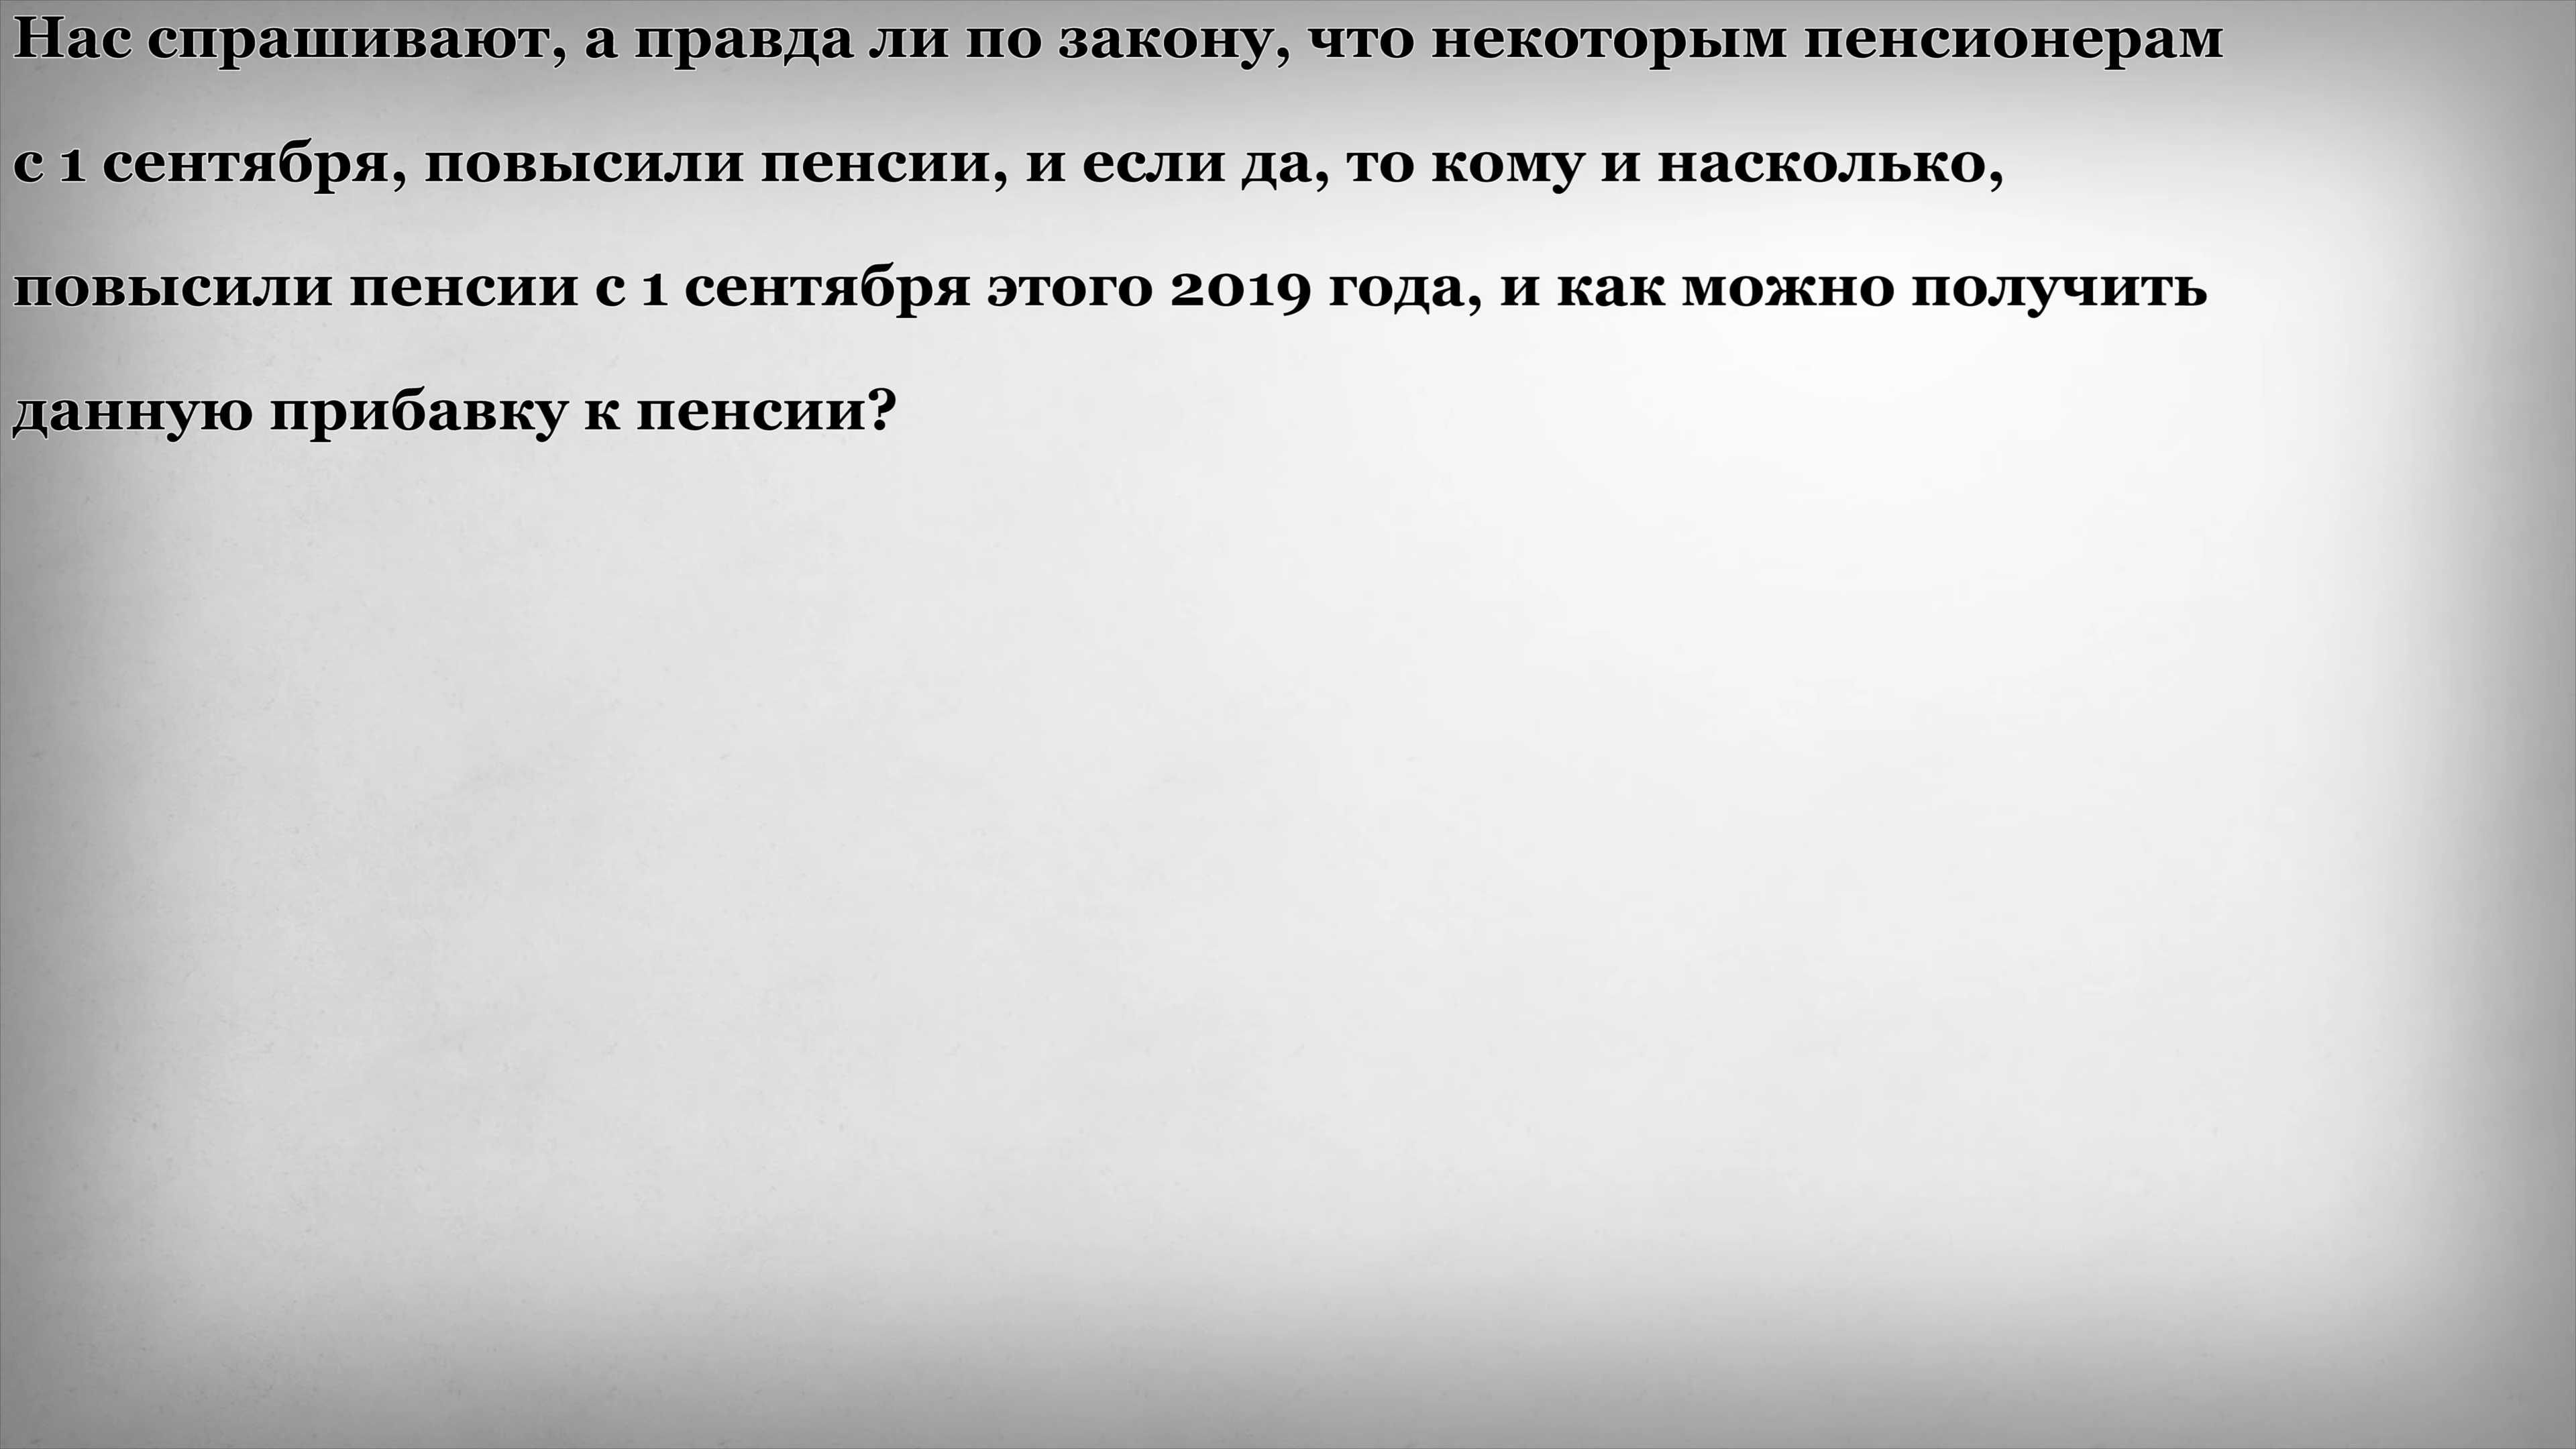 Нас спрашивают, а правда ли по закону, что некоторым пенсионерам
с 1 сентября, повысили пенсии, и если да, то кому и насколько,
повысили пенсии с 1 сентября этого 2019 года, и как можно получить
данную прибавку к пенсии?